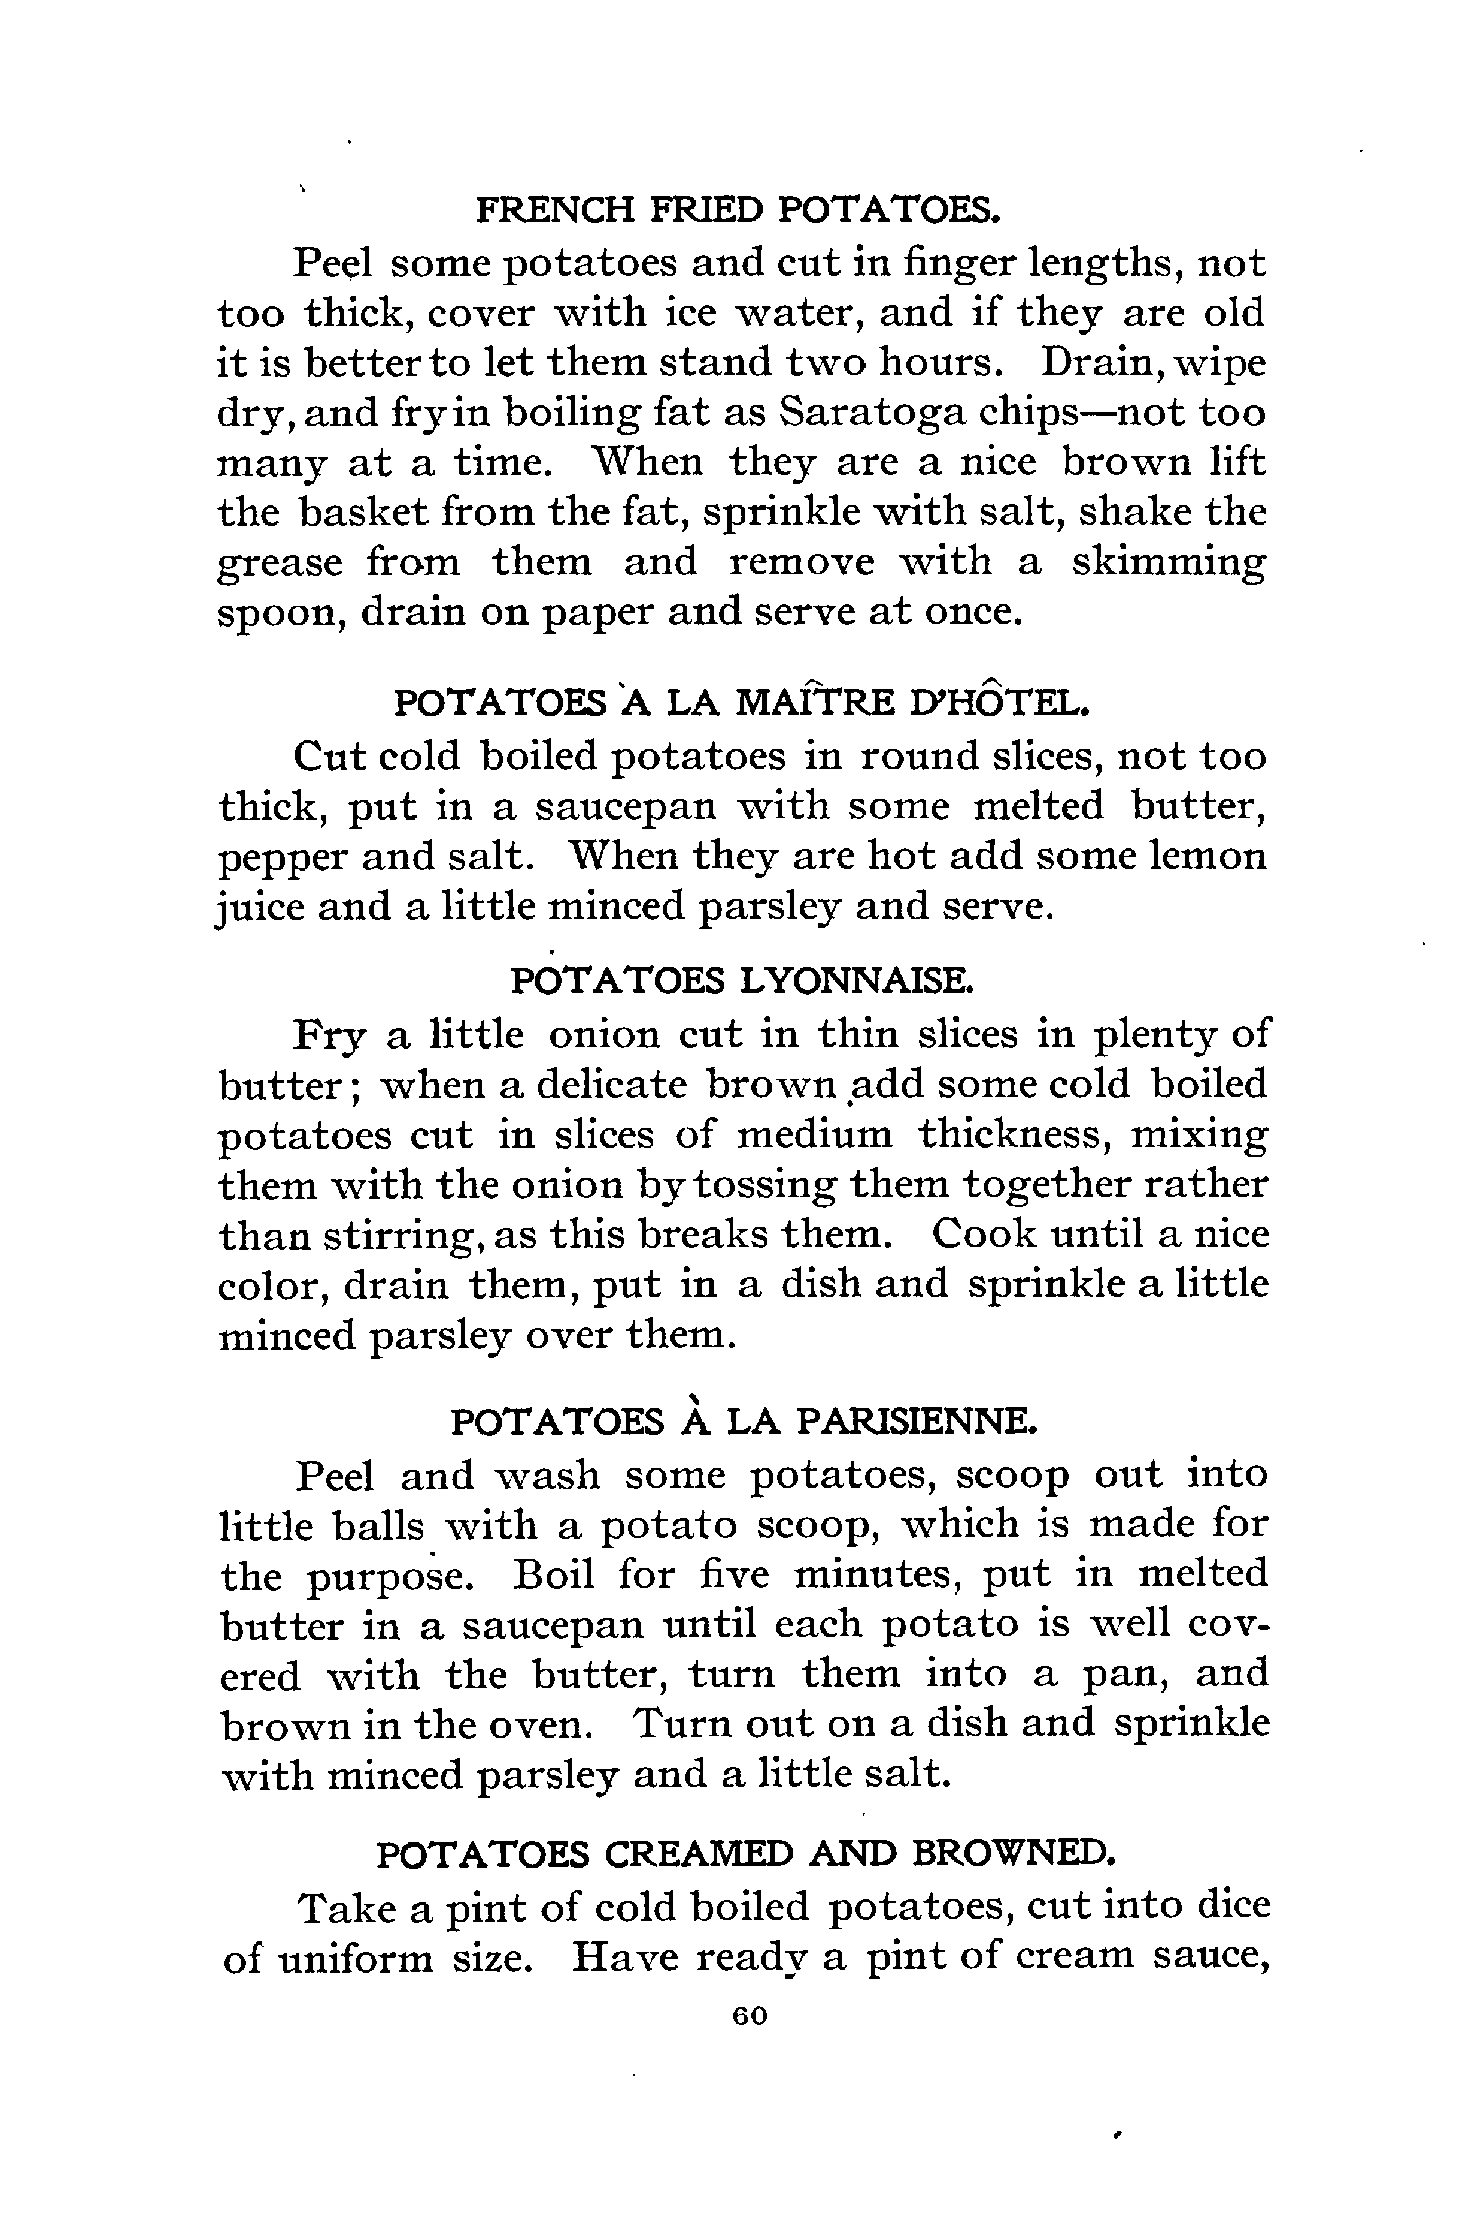 FRENCH FRIED POTATOES.
Peel some potatoes and cut in finger lengths, not
too thick, cover with ice water, and if they are old
it is better to let them stand two hours. Drain, wipe
dry, and fry in boiling fat as Saratoga chips—not too
many at a time. When they are a nice brown lift
the basket from the fat, sprinkle with salt, shake the
grease from them and remove with a skimming
spoon, drain on paper and serve at once.
POTATOES À LA MAÎTRE D'HÔTEL.
Cut cold boiled potatoes in round slices, not too
thick, put in a saucepan with some melted butter,
pepper and salt. When they are hot add some lemon
juice and a little minced parsley and serve.
POTATOES LYONNAISE.
Fry a little onion cut in thin slices in plenty of
butter; when a delicate brown add some cold boiled
potatoes cut in slices of medium thickness, mixing
them with the onion by tossing them together rather
than stirring, as this breaks them. Cook until a nice
color, drain them, put in a dish and sprinkle a little
minced parsley over them.
POTATOES À LA PARISIENNE.
Peel and wash some potatoes, scoop out into
little balls with a potato scoop, which is made for
the purpose. Boil for five minutes, put in melted
butter in a saucepan until each potato is well cov-
ered with the butter, turn them into a pan, and
brown in the oven. Turn out on a dish and sprinkle
with minced parsley and a little salt.
POTATOES CREAMED AND BROWNED.
Take a pint of cold boiled potatoes, cut into dice
of uniform size. Have ready a pint of cream sauce,
60